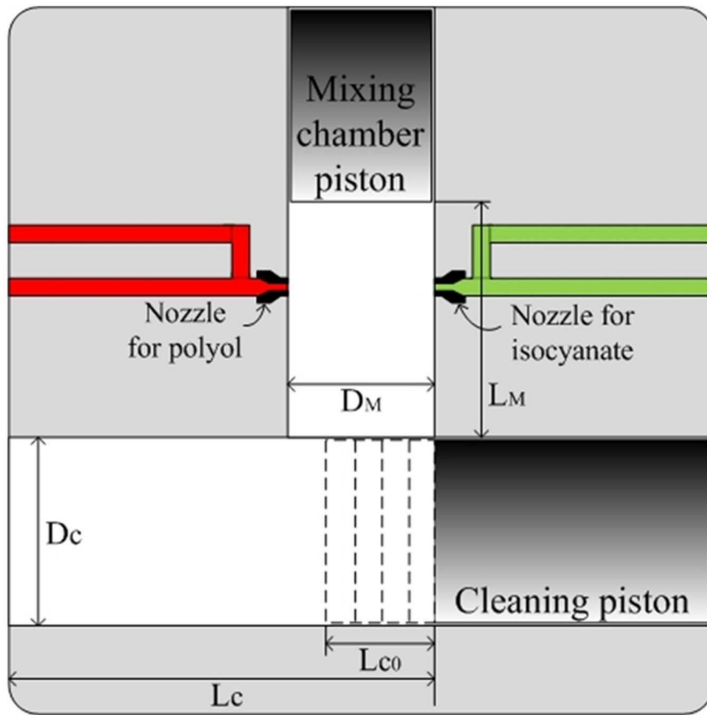 Mixing
chamber
piston
Nozzle
for polyol
Nozzle for
isocyanate
DM
LM
Dc
Cleaning piston
Lc0
Lc